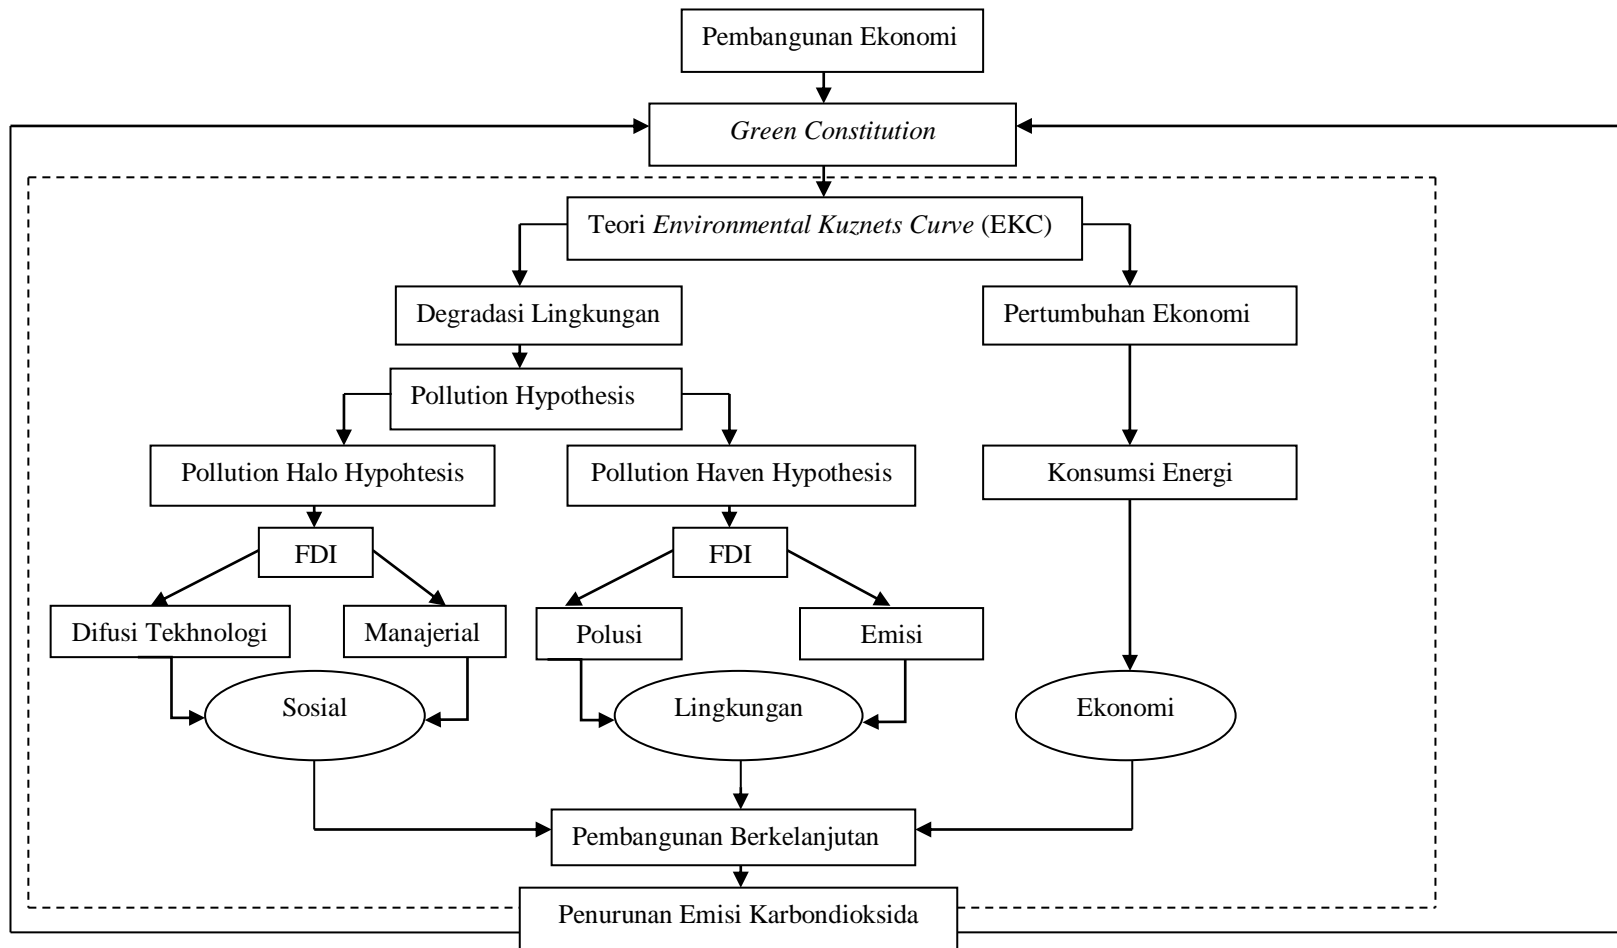 Pembangunan Ekonomi
Green Constitution
Teori Environmental Kuznets Curve (EKC)
Degradasi Lingkungan
Pertumbuhan Ekonomi
Pollution Hypothesis
Pollution Halo Hypohtesis
Pollution Haven Hypothesis
Konsumsi Energi
FDI
FDI
Difusi Tekhnologi
Manajerial
Polusi
Emisi
Sosial
Lingkungan
Ekonomi
Pembangunan Berkelanjutan
Penurunan Emisi Karbondioksida